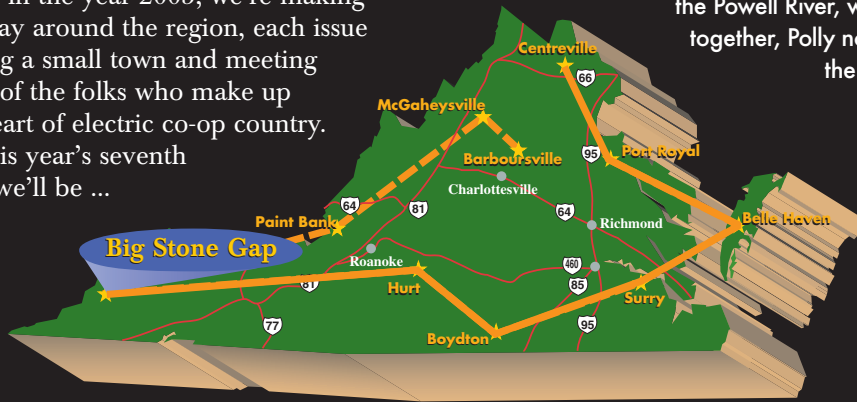 in the year 2005, we're making
ay around the region, each issue
g a small town and meeting
of the folks who make up
eart of electric co-op country.
is year's seventh
we'll be ...
the Powell River, w
together, Polly no
the
Centreville
66
McGaheysville
95
Port Royal
Barboursville
Charlottesville
64
81
64
Belle Haven
Paint Bank
Richmond
Big Stone Gap
Roanoke
460
81
Hurt
85
Surry
77
Boydton
95